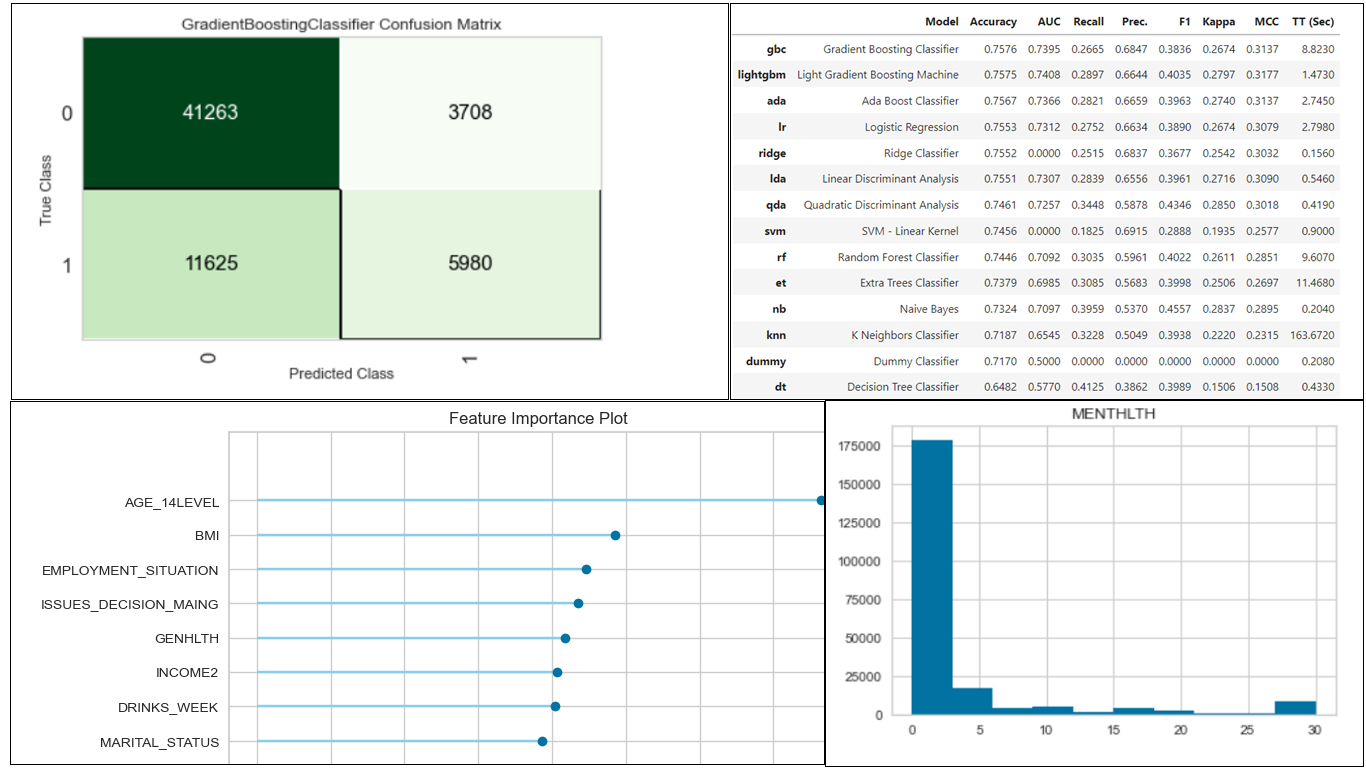 GradientBoostingClassifier Confusion Matrix
True Class
0
41263
3708
1
11625
5980
0
1
Predicted Class
Model Accuracy AUC Recall Prec. F1 Kappa MCC TT (Sec)
gbc Gradient Boosting Classifier 0.7576 0.7395 0.2665 0.6847 0.3836 0.2674 0.3137 8.8230
lightgbm Light Gradient Boosting Machine 0.7575 0.7408 0.2897 0.6644 0.4035 0.2797 0.3177 1.4730
ada Ada Boost Classifier 0.7567 0.7366 0.2821 0.6659 0.3963 0.2740 0.3137 2.7450
lr Logistic Regression 0.7553 0.7312 0.2752 0.6634 0.3890 0.2674 0.3079 2.7980
ridge Ridge Classifier 0.7552 0.0000 0.2515 0.6837 0.3677 0.2542 0.3032 0.1560
lda Linear Discriminant Analysis 0.7551 0.7307 0.2839 0.6556 0.3961 0.2716 0.3090 0.5460
qda Quadratic Discriminant Analysis 0.7461 0.7257 0.3448 0.5878 0.4346 0.2850 0.3018 0.4190
svm SVM - Linear Kernel 0.7456 0.0000 0.1825 0.6915 0.2888 0.1935 0.2577 0.9000
rf Random Forest Classifier 0.7446 0.7092 0.3035 0.5961 0.4022 0.2611 0.2851 9.6070
et Extra Trees Classifier 0.7379 0.6985 0.3085 0.5683 0.3998 0.2506 0.2697 11.4680
nb Naive Bayes 0.7324 0.7097 0.3959 0.5370 0.4557 0.2837 0.2895 0.2040
knn K Neighbors Classifier 0.7187 0.6545 0.3228 0.5049 0.3938 0.2220 0.2315 163.6720
dummy Dummy Classifier 0.7170 0.5000 0.0000 0.0000 0.0000 0.0000 0.0000 0.2080
dt Decision Tree Classifier 0.6482 0.5770 0.4125 0.3862 0.3989 0.1506 0.1508 0.4330
Feature Importance Plot
AGE_14LEVEL
BMI
EMPLOYMENT_SITUATION
ISSUES_DECISION_MAING
GENHLTH
INCOME2
DRINKS_WEEK
MARITAL_STATUS
MENTHLTH
175000
150000
125000
100000
75000
50000
25000
0
0 5 10 15 20 25 30